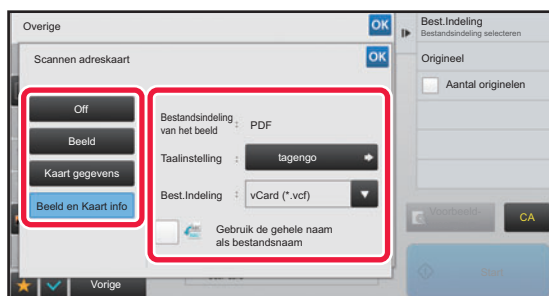 Overige
OK
Best.Indeling
Bestandsindeling selecteren
Scannen adreskaart
OK
Origineel
Aantal originelen
Off
Beeld
Kaart gegevens
Beeld en Kaart info
Bestandsindeling
van het beeld : PDF
Taalinstelling : tagengo
Best.Indeling : vCard (*.vcf)
Gebruik de gehele naam
als bestandsnaam
Voorbeeld
CA
Start
Vorige